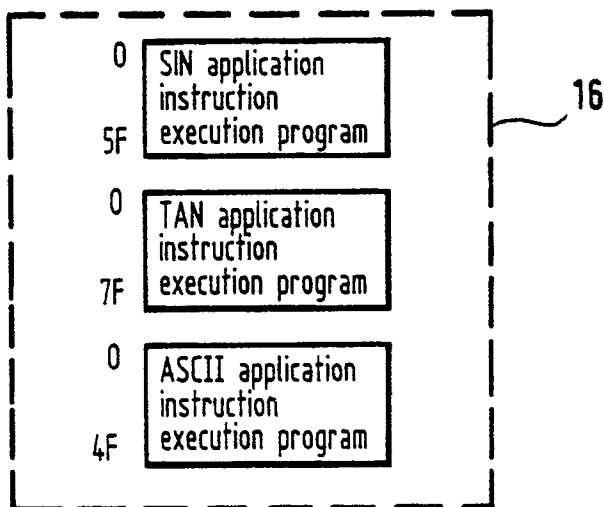 0
SIN application
instruction
5F
execution program
16
0
TAN application
instruction
7F
execution program
0
ASCII application
instruction
4F
execution program